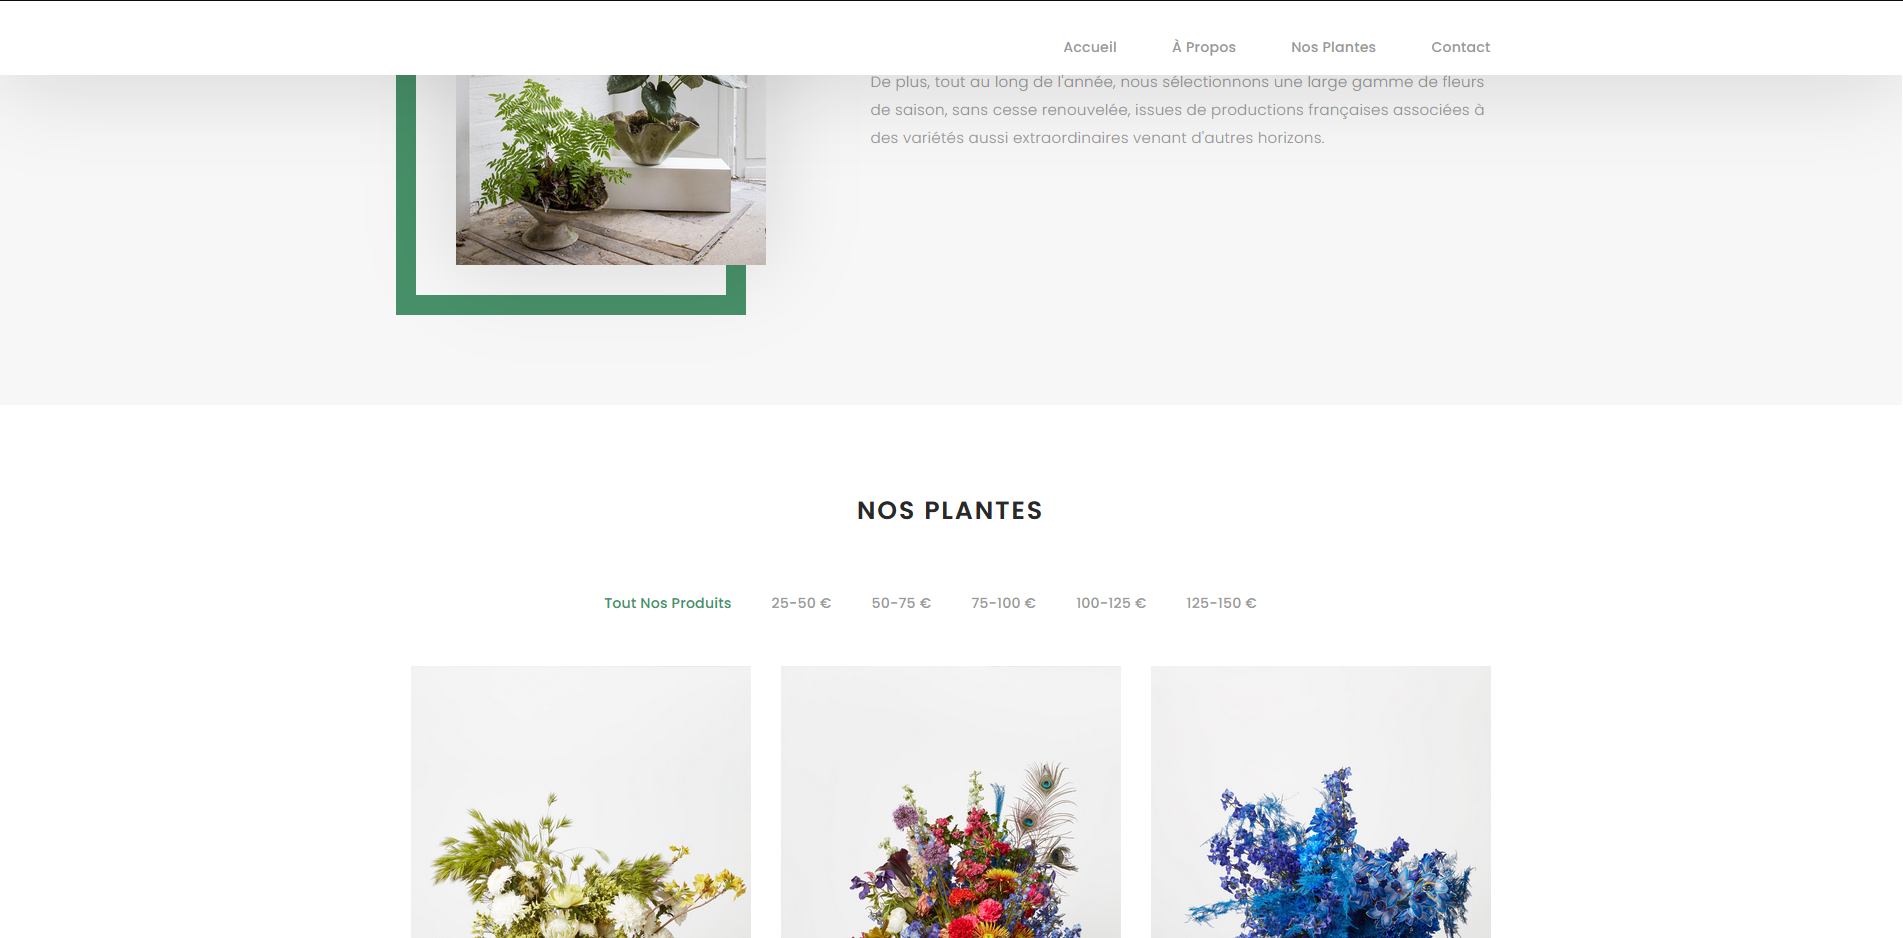 Accueil À Propos Nos Plantes Contact
De plus, tout au long de l'année, nous sélectionnons une large gamme de fleurs
de saison, sans cesse renouvelée, issues de productions françaises associées à
des variétés aussi extraordinaires venant d'autres horizons.
NOS PLANTES
Tout Nos Produits 25-50 € 50-75 € 75-100 € 100-125 € 125-150 €